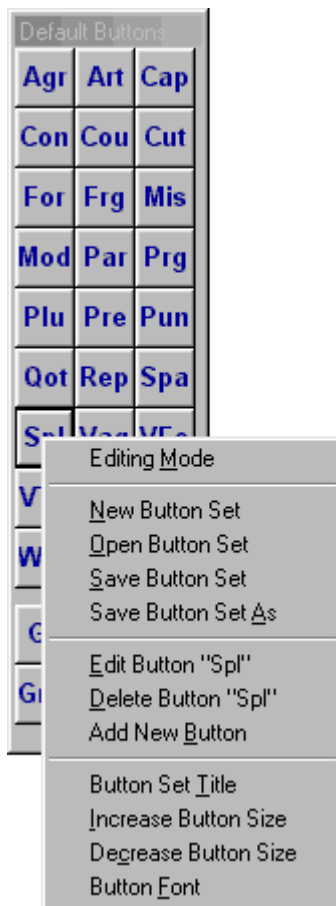 Default Buttons
Agr Art Cap
Con Cou Cut
For Frg Mis
Mod Par Prg
Plu Pre Pun
Qot Rep Spa
Spl
Editing Mode
New Button Set
Open Button Set
Save Button Set
Save Button Set As
Edit Button "Spl"
Delete Button "Spl"
Add New Button
Button Set Title
Increase Button Size
Decrease Button Size
Button Font